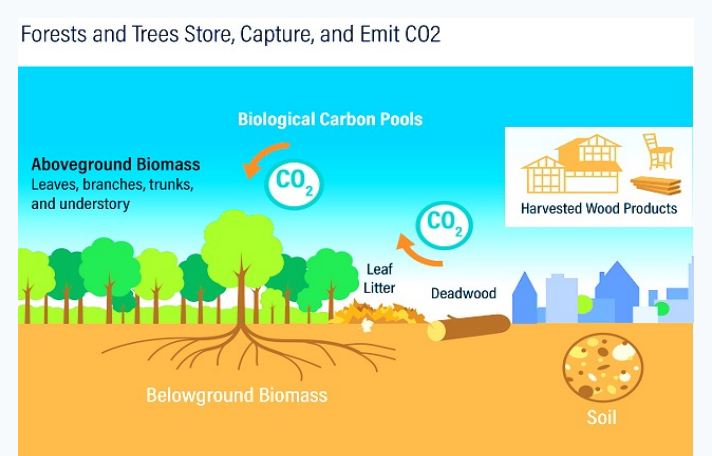 Forests and Trees Store, Capture, and Emit CO2
Biological Carbon Pools
Aboveground Biomass
Leaves, branches, trunks,
and understory
CO2
CO2
Harvested Wood Products
Leaf
Litter
Deadwood
Belowground Biomass
Soil